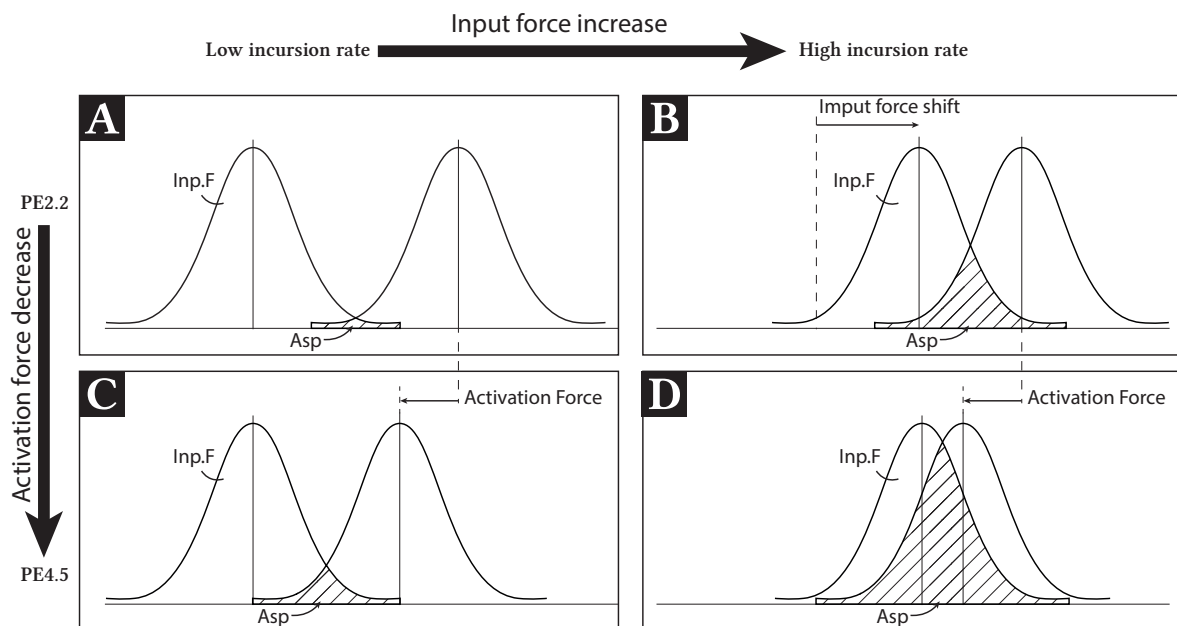 Input force increase
Low incursion rate
High incursion rate
A
Inp.F
Asp
B
Imput force shift
Inp.F
Asp
PE2.2
Activation force decrease
PE4.5
C
Activation Force
Inp.F
Asp
D
Activation Force
Inp.F
Asp